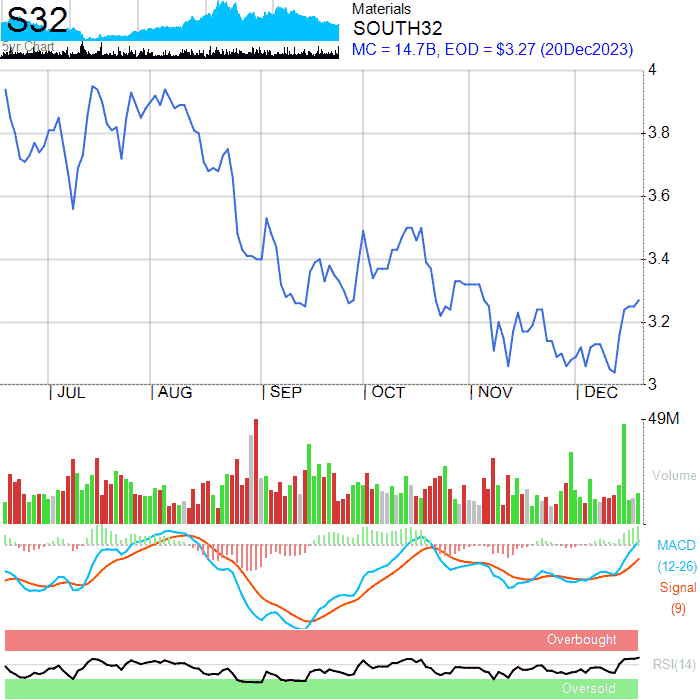 S32
5yr Chart
Materials
SOUTH32
MC = 14.7B, EOD = $3.27 (20Dec2023)
4
3.8
3.6
3.4
3.2
3
JUL AUG SEP OCT NOV DEC
49M
Volume
MACD
(12-26)
Signal
(9)
Overbought
RSI(14)
Oversold